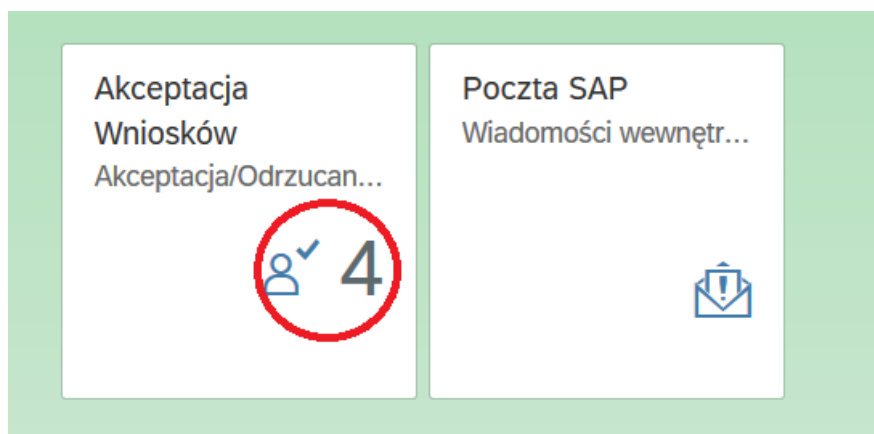 Akceptacja
Wniosków
Akceptacja/Odrzucan...
4
Poczta SAP
Wiadomości wewnętr...